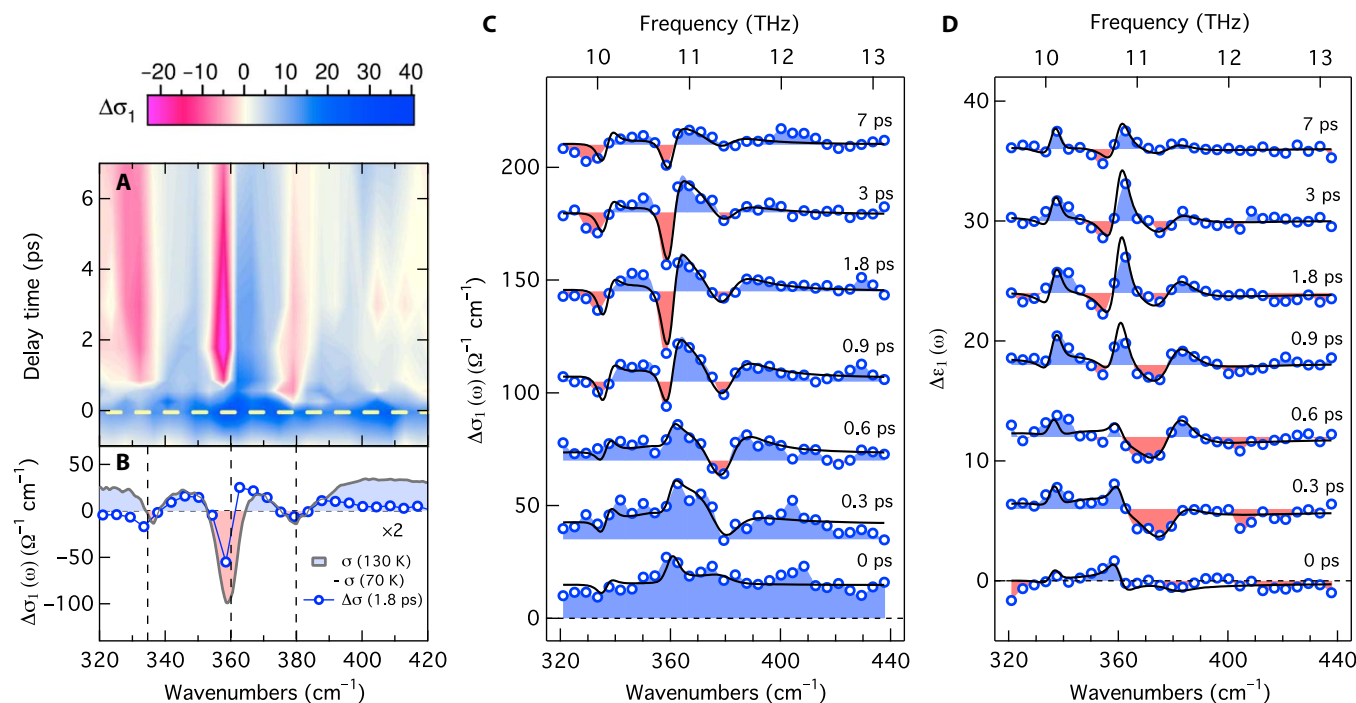 −20 −10 0 10 20 30 40
Δσ1
A
Delay time (ps)
6
4
2
0
B
Δσ1 (ω) (Ω−1 cm−1)
50
0
−50
−100
×2
σ (130 K)
- σ (70 K)
Δσ (1.8 ps)
320 340 360 380 400 420
Wavenumbers (cm−1)
C
Frequency (THz)
10 11 12 13
Δσ1 (ω) (Ω−1 cm−1)
200
150
100
50
0
7 ps
3 ps
1.8 ps
0.9 ps
0.6 ps
0.3 ps
0 ps
320 360 400 440
Wavenumbers (cm−1)
D
Frequency (THz)
10 11 12 13
Δε1 (ω)
40
30
20
10
0
7 ps
3 ps
1.8 ps
0.9 ps
0.6 ps
0.3 ps
0 ps
320 360 400 440
Wavenumbers (cm−1)